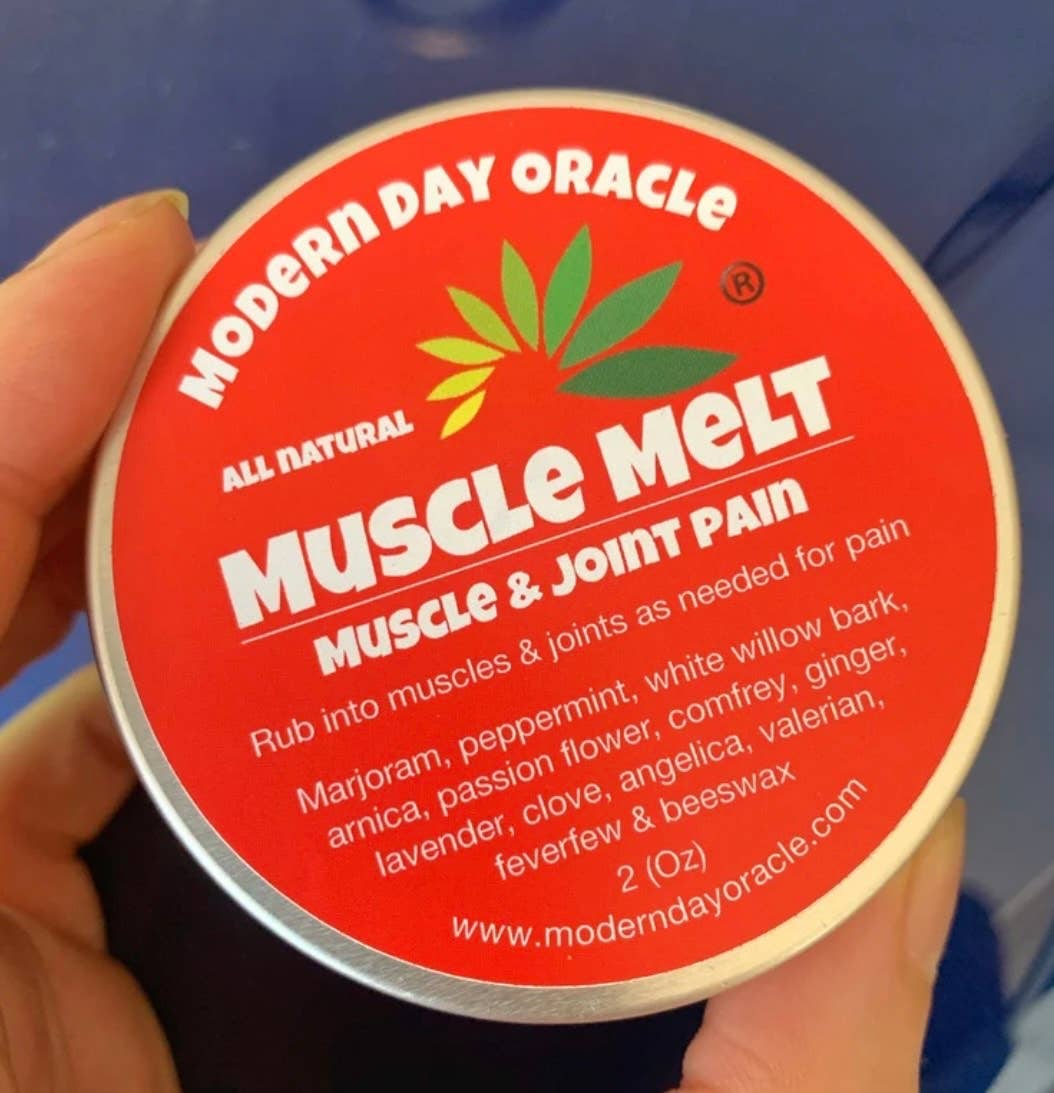 MODERN DAY ORACLE
®
ALL NATURAL
MUSCLE MELT
MUSCLE & JOINT PAIN
Rub into muscles & joints as needed for pain
Marjoram, peppermint, white willow bark,
arnica, passion flower, comfrey, ginger,
lavender, clove, angelica, valerian,
feverfew & beeswax
2 (Oz)
www.moderndayoracle.com